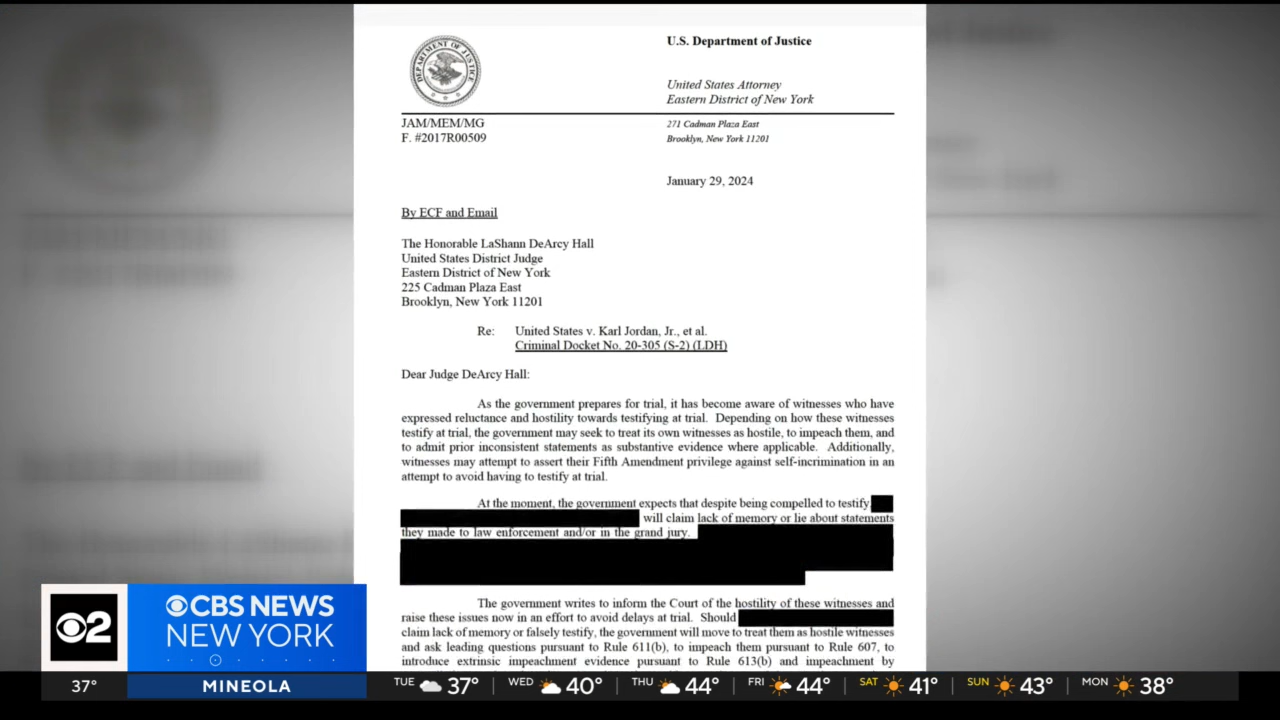 DEPARTMENT OF JUSTICE
U.S. Department of Justice
United States Attorney
Eastern District of New York
JAM/MEM/MG
F. #2017R00509
271 Cadman Plaza East
Brooklyn, New York 11201
January 29, 2024
By ECF and Email
The Honorable LaShann DeArcy Hall
United States District Judge
Eastern District of New York
225 Cadman Plaza East
Brooklyn, New York 11201
Re: United States v. Karl Jordan, Jr., et al.
Criminal Docket No. 20-305 (S-2) (LDH)
Dear Judge DeArcy Hall:
As the government prepares for trial, it has become aware of witnesses who have
expressed reluctance and hostility towards testifying at trial. Depending on how these witnesses
testify at trial, the government may seek to treat its own witnesses as hostile, to impeach them, and
to admit prior inconsistent statements as substantive evidence where applicable. Additionally,
witnesses may attempt to assert their Fifth Amendment privilege against self-incrimination in an
attempt to avoid having to testify at trial.
At the moment, the government expects that despite being compelled to testify,
will claim lack of memory or lie about statements
they made to law enforcement and/or in the grand jury.
The government writes to inform the Court of the hostility of these witnesses and
raise these issues now in an effort to avoid delays at trial. Should
claim lack of memory or falsely testify, the government will move to treat them as hostile witnesses
and ask leading questions pursuant to Rule 611(b), to impeach them pursuant to Rule 607, to
introduce extrinsic impeachment evidence pursuant to Rule 613(b) and impeachment by
2
CBS NEWS
NEW YORK
37° MINEOLA TUE 37° WED 40° THU 44° FRI 44° SAT 41° SUN 43° MON 38°